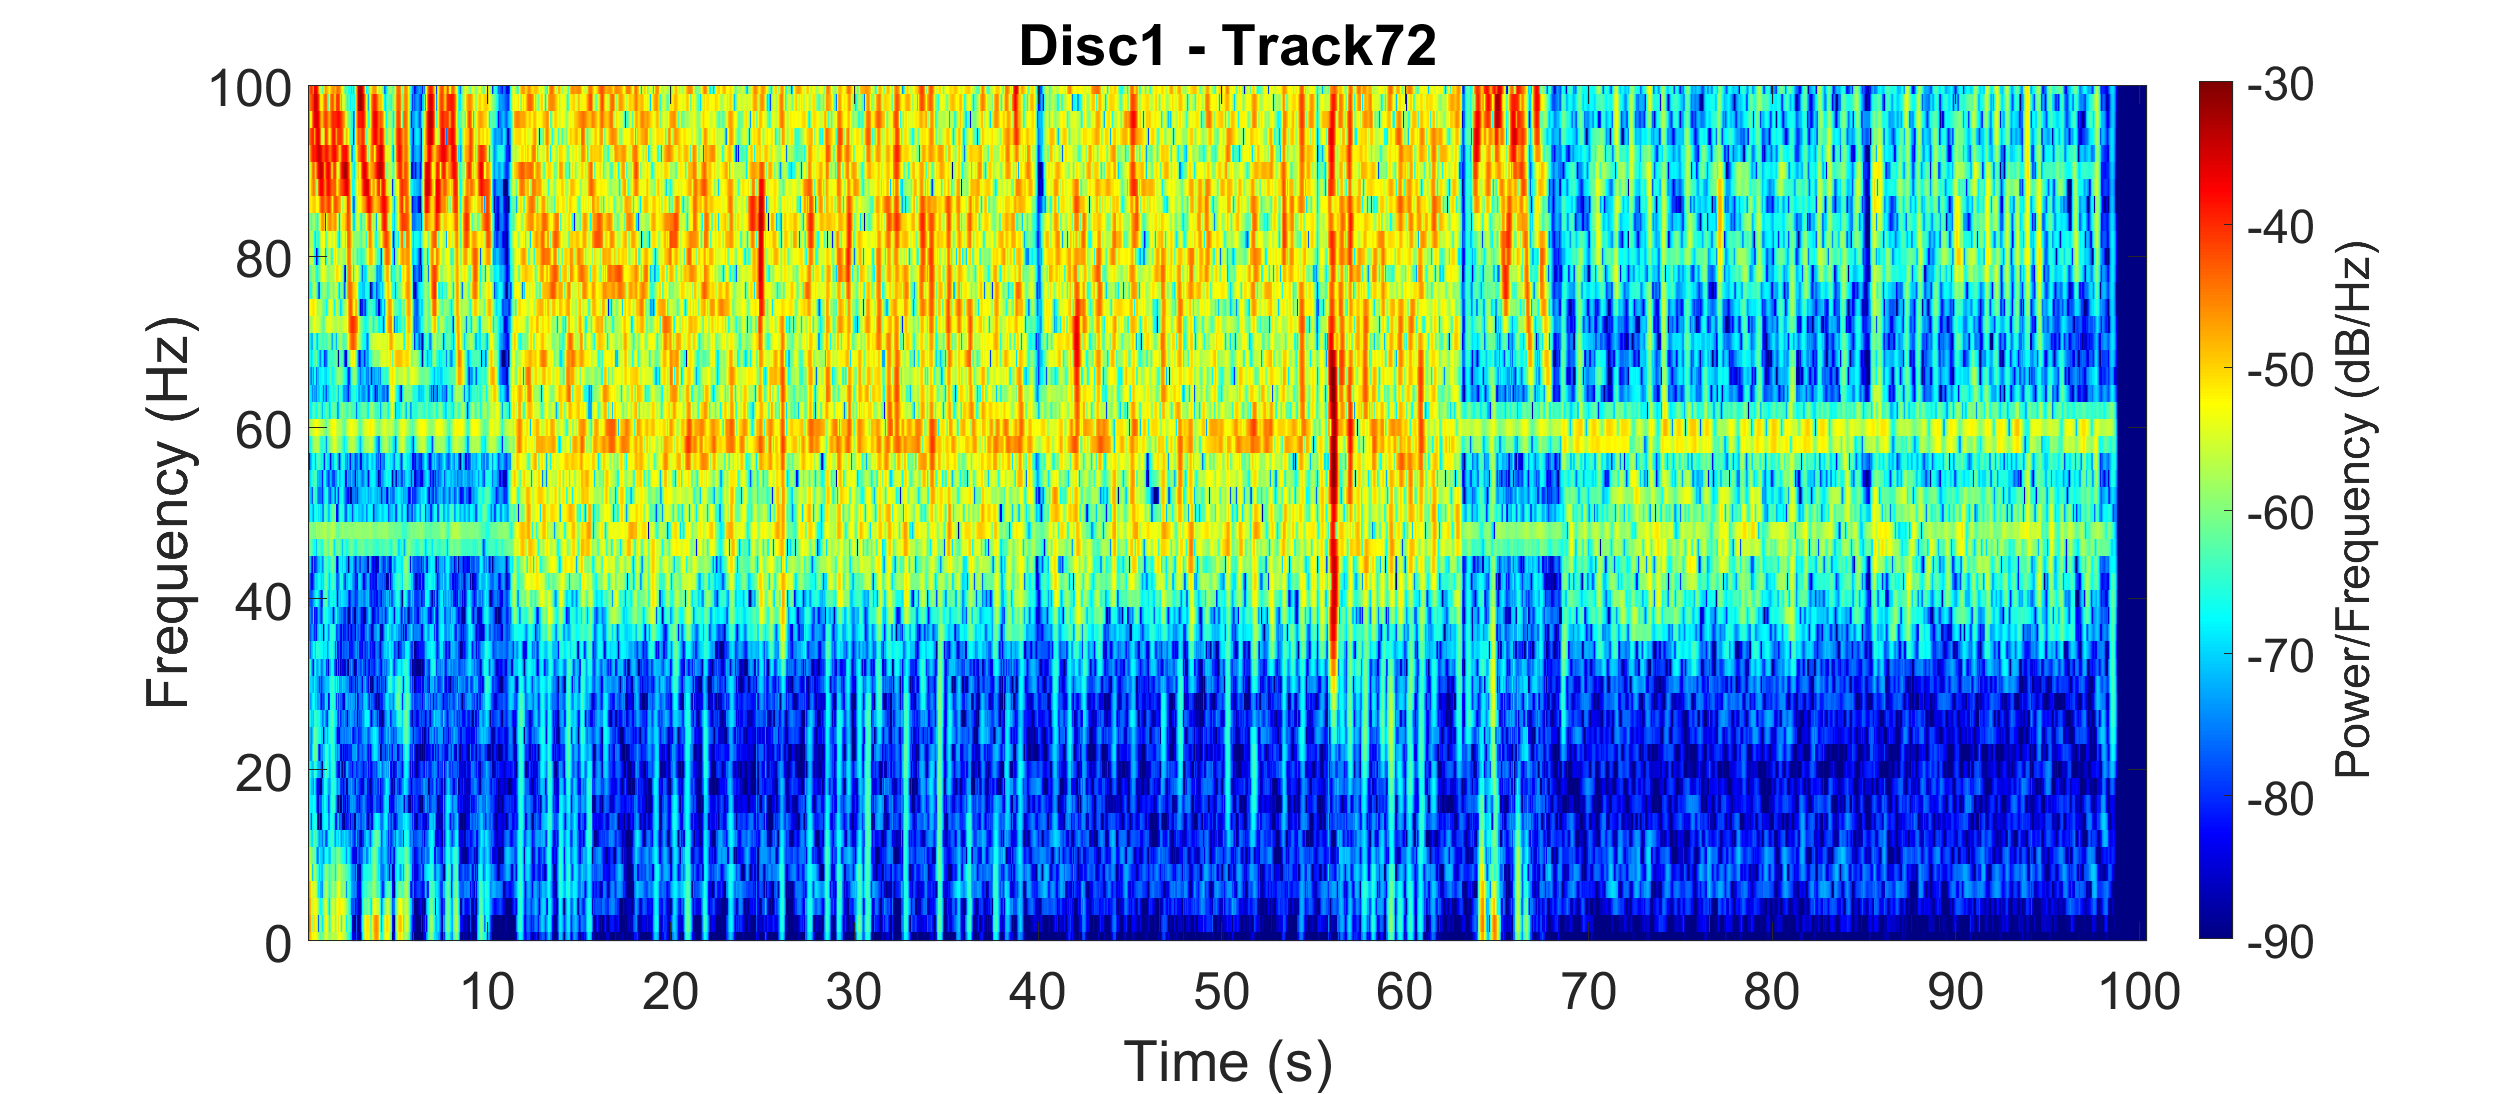 Disc1 - Track72
100
80
60
40
20
0
Frequency (Hz)
10 20 30 40 50 60 70 80 90 100
Time (s)
-30
-40
-50
-60
-70
-80
-90
Power/Frequency (dB/Hz)